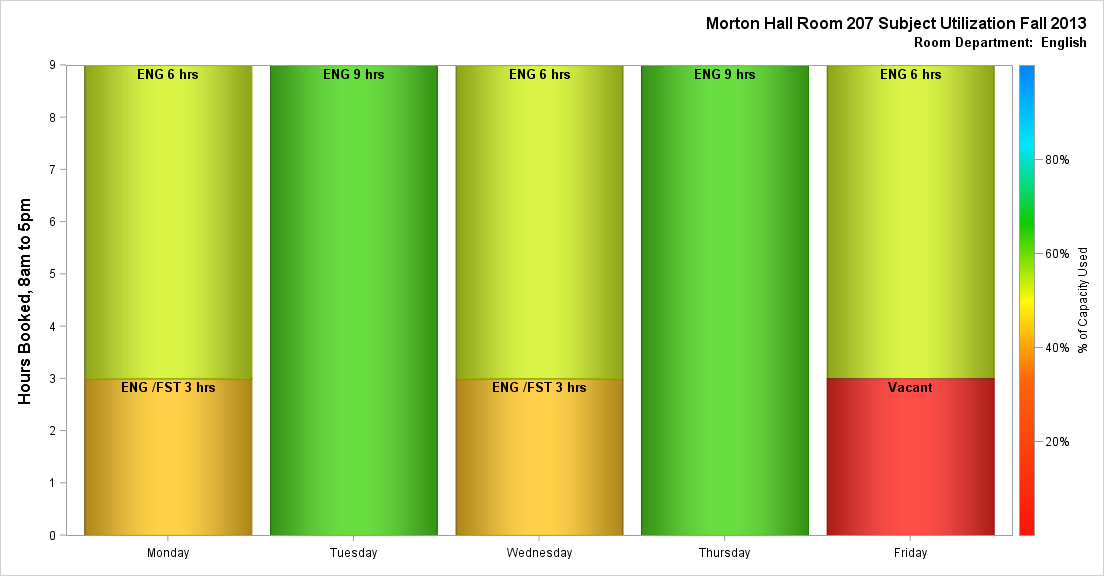 Morton Hall Room 207 Subject Utilization Fall 2013
Room Department:  English
Hours Booked, 8am to 5pm
9
8
7
6
5
4
3
2
1
0
ENG 6 hrs
ENG /FST 3 hrs
ENG 9 hrs
ENG 6 hrs
ENG /FST 3 hrs
ENG 9 hrs
ENG 6 hrs
Vacant
Monday
Tuesday
Wednesday
Thursday
Friday
80%
60%
40%
20%
% of Capacity Used